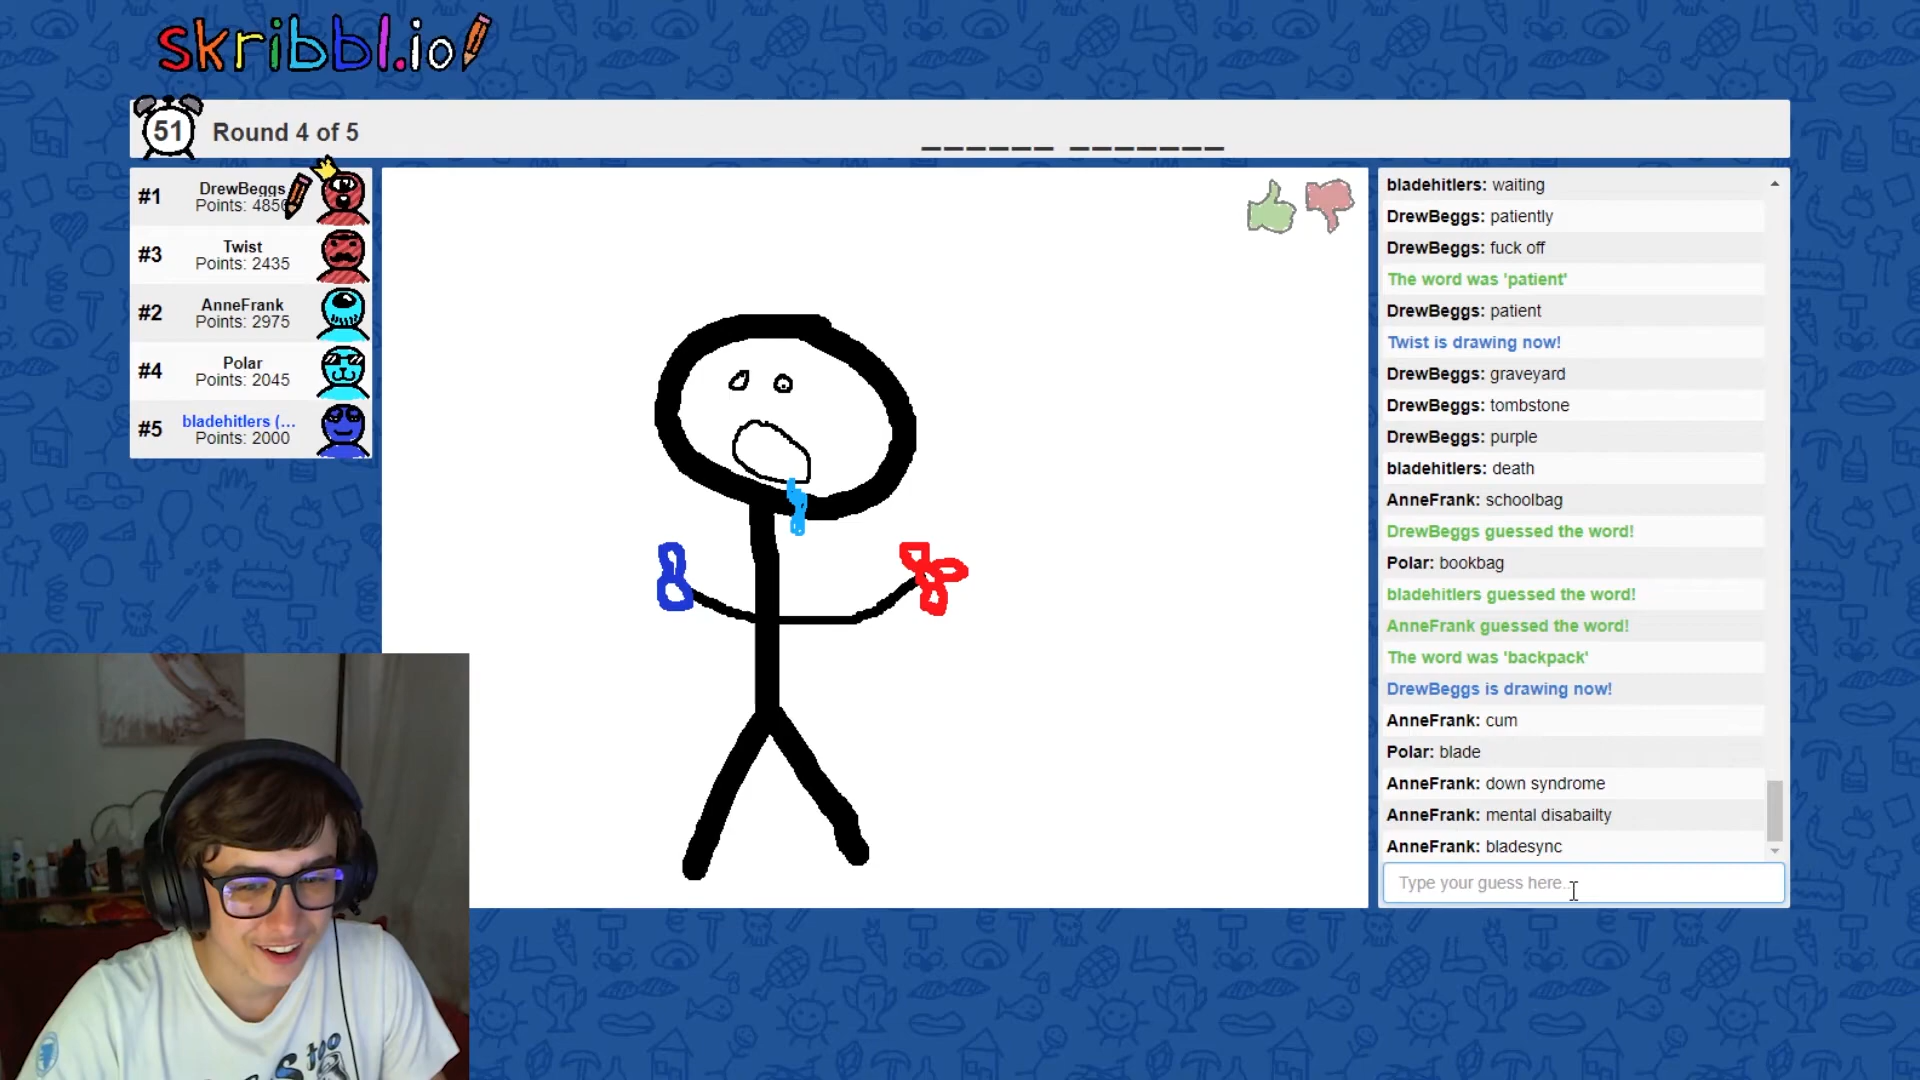 skribbl.io
51
Round 4 of 5
______ _______
#1
DrewBeggs
Points: 4850
#3
Twist
Points: 2435
#2
AnneFrank
Points: 2975
#4
Polar
Points: 2045
#5
bladehitlers (...
Points: 2000
bladehitlers: waiting
DrewBeggs: patiently
DrewBeggs: fuck off
The word was 'patient'
DrewBeggs: patient
Twist is drawing now!
DrewBeggs: graveyard
DrewBeggs: tombstone
DrewBeggs: purple
bladehitlers: death
AnneFrank: schoolbag
DrewBeggs guessed the word!
Polar: bookbag
bladehitlers guessed the word!
AnneFrank guessed the word!
The word was 'backpack'
DrewBeggs is drawing now!
AnneFrank: cum
Polar: blade
AnneFrank: down syndrome
AnneFrank: mental disabailty
AnneFrank: bladesync
Type your guess here...